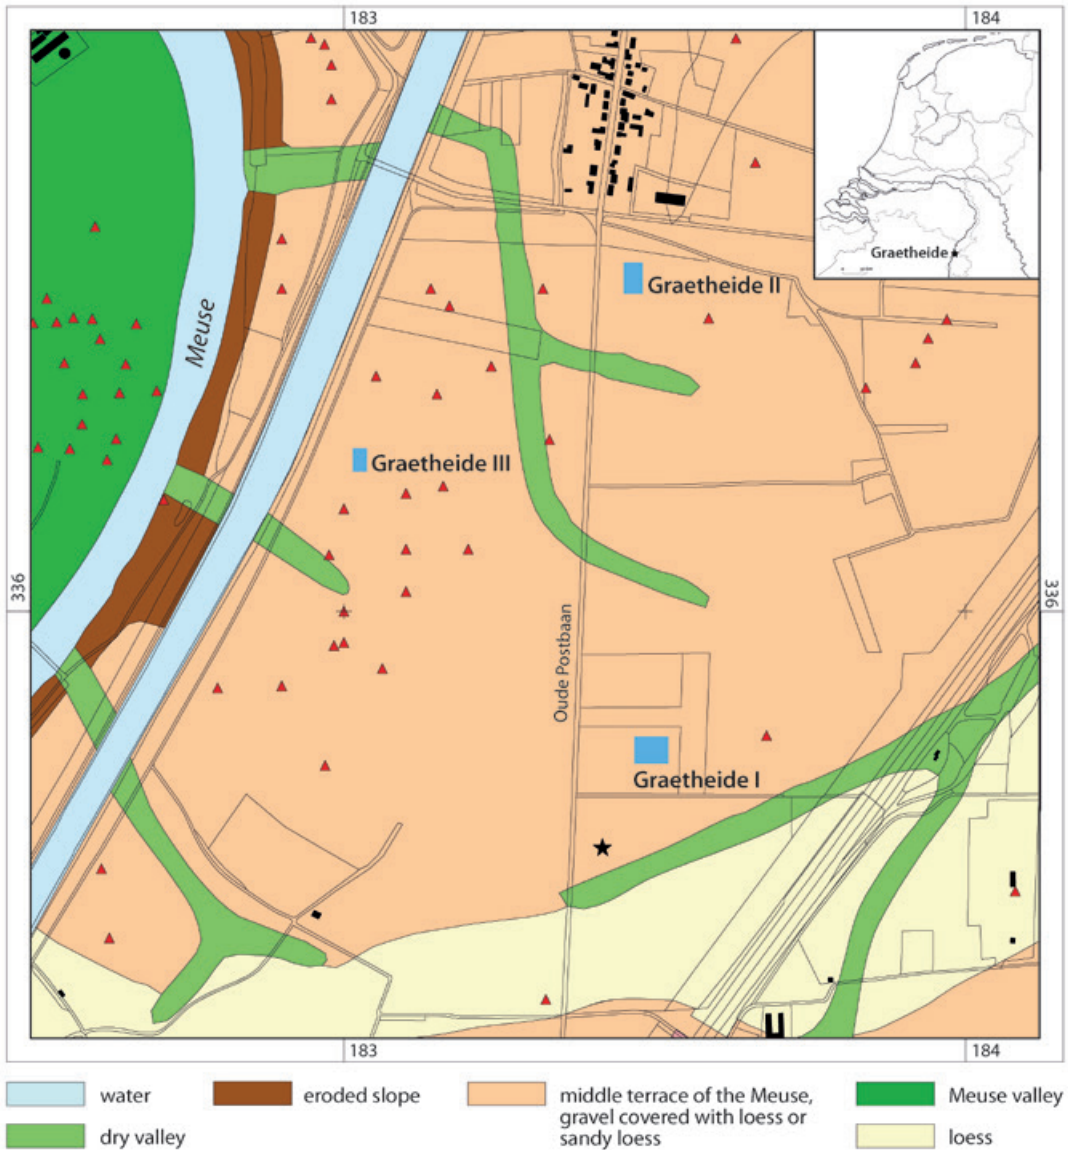 183
184
Graetheide
Meuse
Graetheide II
Graetheide III
336
336
Oude Postbaan
Graetheide I
183
184
water
eroded slope
middle terrace of the Meuse,
gravel covered with loess or
sandy loess
Meuse valley
dry valley
loess